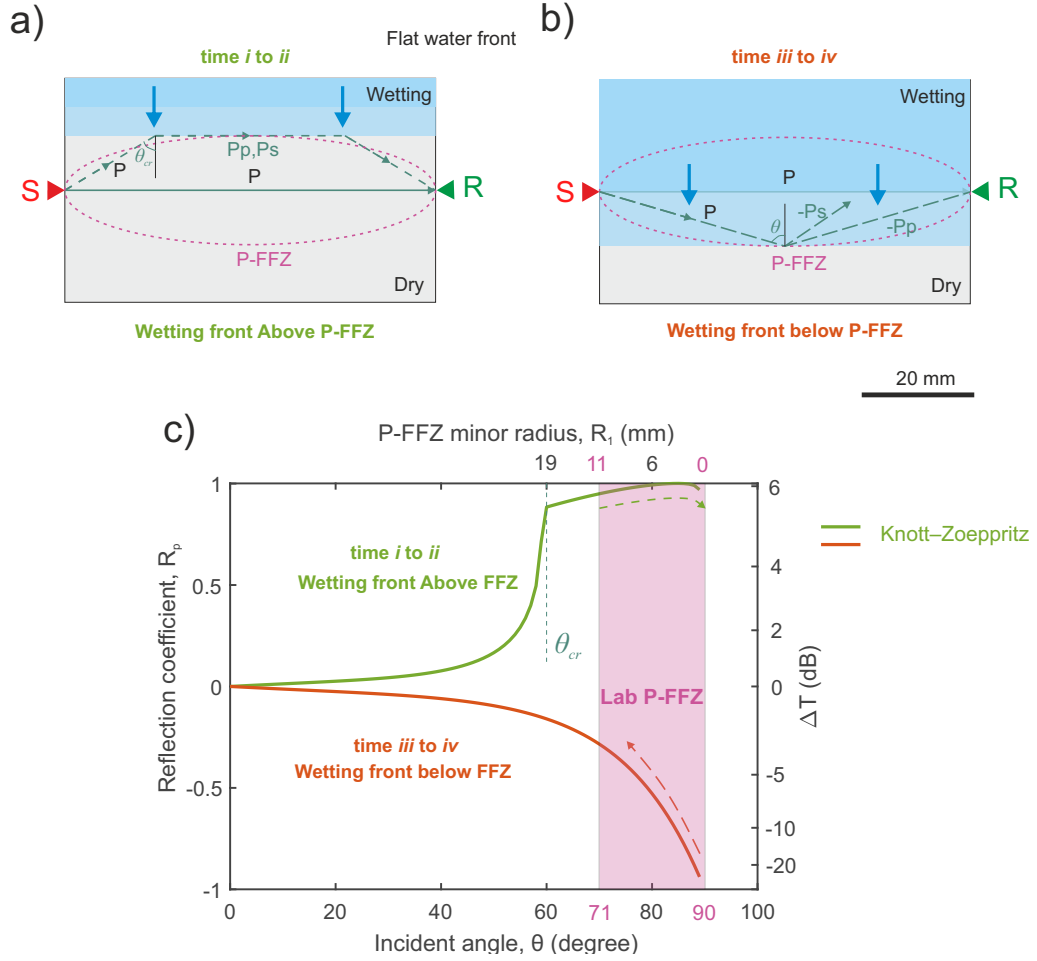 a)
Flat water front
b)
time i to ii
time iii to iv
Wetting
Wetting
θcr
Pp,Ps
P
P
S
R
P-FFZ
Dry
P
S
R
P
-Ps
θ
-Pp
P-FFZ
Dry
Wetting front Above P-FFZ
Wetting front below P-FFZ
20 mm
c)
P-FFZ minor radius, R₁ (mm)
19 11 6 0
1
0.5
0
-0.5
-1
Reflection coefficient, Rp
time i to ii
Wetting front Above FFZ
θcr
Lab P-FFZ
time iii to iv
Wetting front below FFZ
6
4
2
0
-5
-10
-20
ΔT (dB)
Knott–Zoeppritz
0 20 40 60 71 80 90 100
Incident angle, θ (degree)